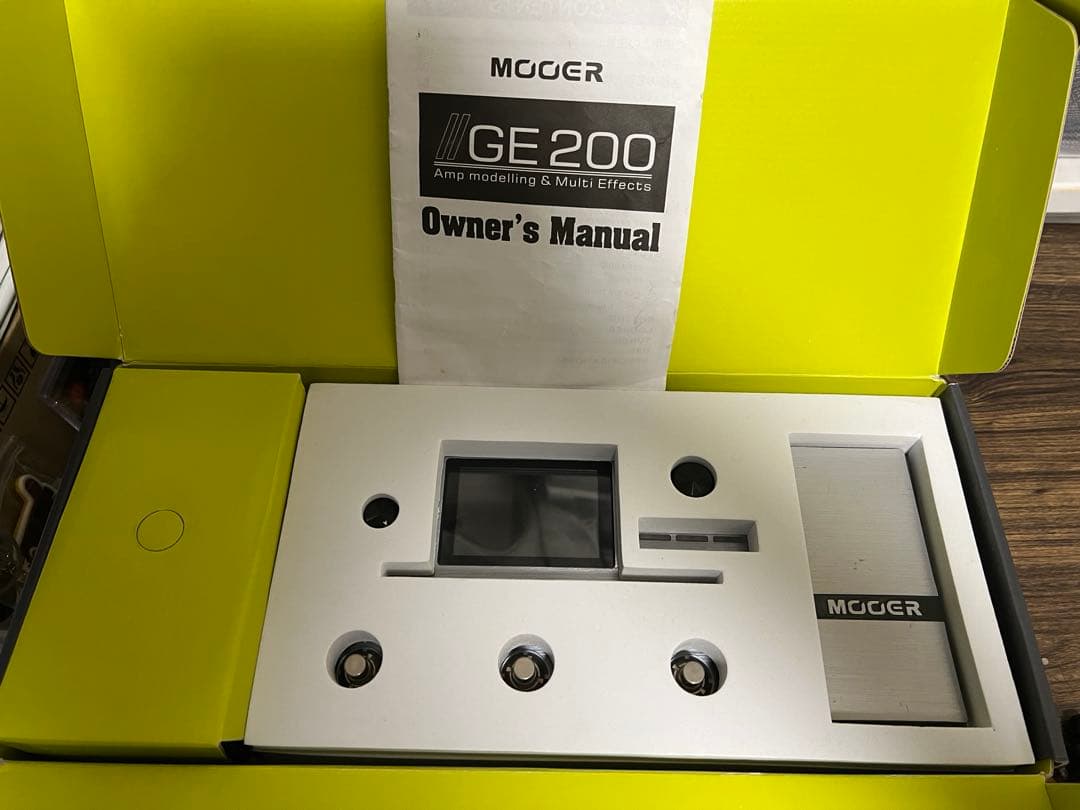 MOOER
GE200
Amp modelling & Multi Effects
Owner's Manual
MOOER